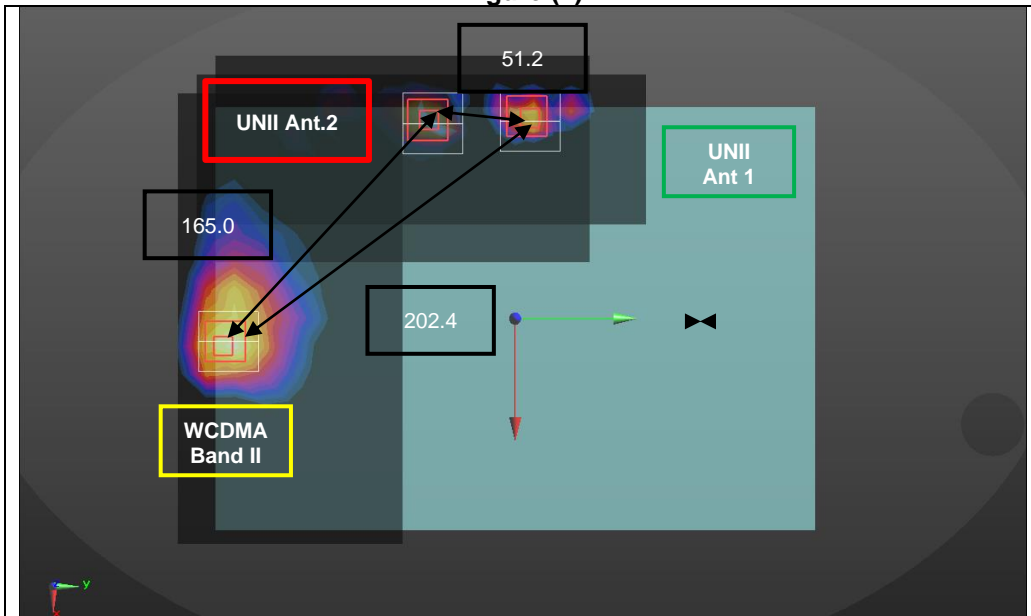 51.2
UNII Ant.2
UNII
Ant 1
165.0
202.4
WCDMA
Band II
y
x